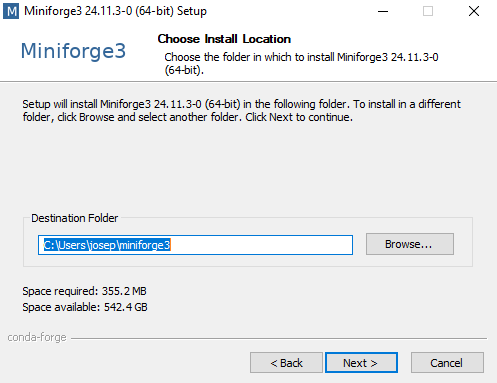 M Miniforge3 24.11.3-0 (64-bit) Setup
Miniforge3
Choose Install Location
Choose the folder in which to install Miniforge3 24.11.3-0
(64-bit).
Setup will install Miniforge3 24.11.3-0 (64-bit) in the following folder. To install in a different
folder, click Browse and select another folder. Click Next to continue.
Destination Folder
C:\Users\josep\miniforge3
Browse...
Space required: 355.2 MB
Space available: 542.4 GB
conda-forge
< Back
Next >
Cancel